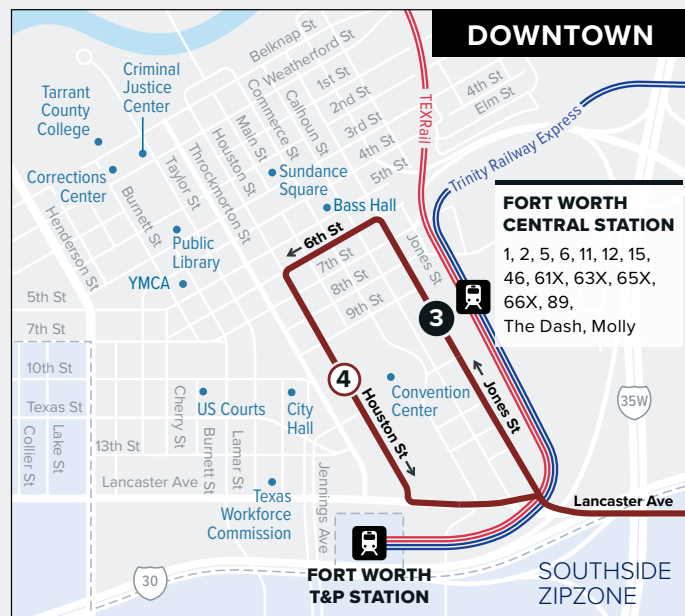 DOWNTOWN
Belknap St
Weatherford St
1st St
2nd St
3rd St
4th St
5th St
4th St
Elm St
Commerce St
Calhoun St
Main St
Houston St
Throckmorton St
Taylor St
Burnett St
Henderson St
Criminal
Justice
Center
Tarrant
County
College
Corrections
Center
Sundance
Square
Bass Hall
Public
Library
YMCA
TEXRail
Trinity Railway Express
FORT WORTH
CENTRAL STATION
1, 2, 5, 6, 11, 12, 15,
46, 61X, 63X, 65X,
66X, 89,
The Dash, Molly
← 6th St
7th St
8th St
9th St
Jones St
3
4
← Jones St
Houston St →
Convention
Center
5th St
7th St
10th St
Texas St
13th St
Collier St
Lake St
Cherry St
Burnett St
Lamar St
Jennings Ave
US Courts
City
Hall
Lancaster Ave
Texas
Workforce
Commission
35W
Lancaster Ave
30
FORT WORTH
T&P STATION
SOUTHSIDE
ZIPZONE